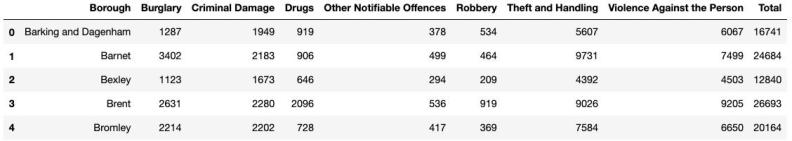 Borough Burglary Criminal Damage Drugs Other Notifiable Offences Robbery Theft and Handling Violence Against the Person Total
0 Barking and Dagenham 1287 1949 919 378 534 5607 6067 16741
1 Barnet 3402 2183 906 499 464 9731 7499 24684
2 Bexley 1123 1673 646 294 209 4392 4503 12840
3 Brent 2631 2280 2096 536 919 9026 9205 26693
4 Bromley 2214 2202 728 417 369 7584 6650 20164